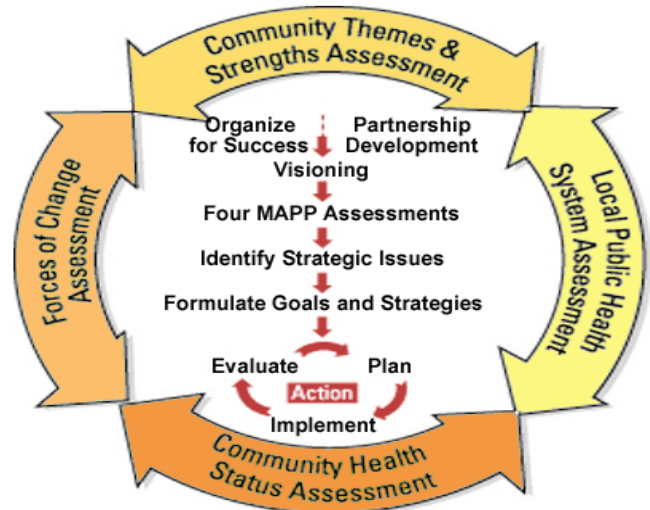 Community Themes &
Strengths Assessment
Organize
for Success
Partnership
Development
Visioning
Four MAPP Assessments
Identify Strategic Issues
Formulate Goals and Strategies
Evaluate
Plan
Action
Implement
Forces of Change
Assessment
Local Public Health
System Assessment
Community Health
Status Assessment